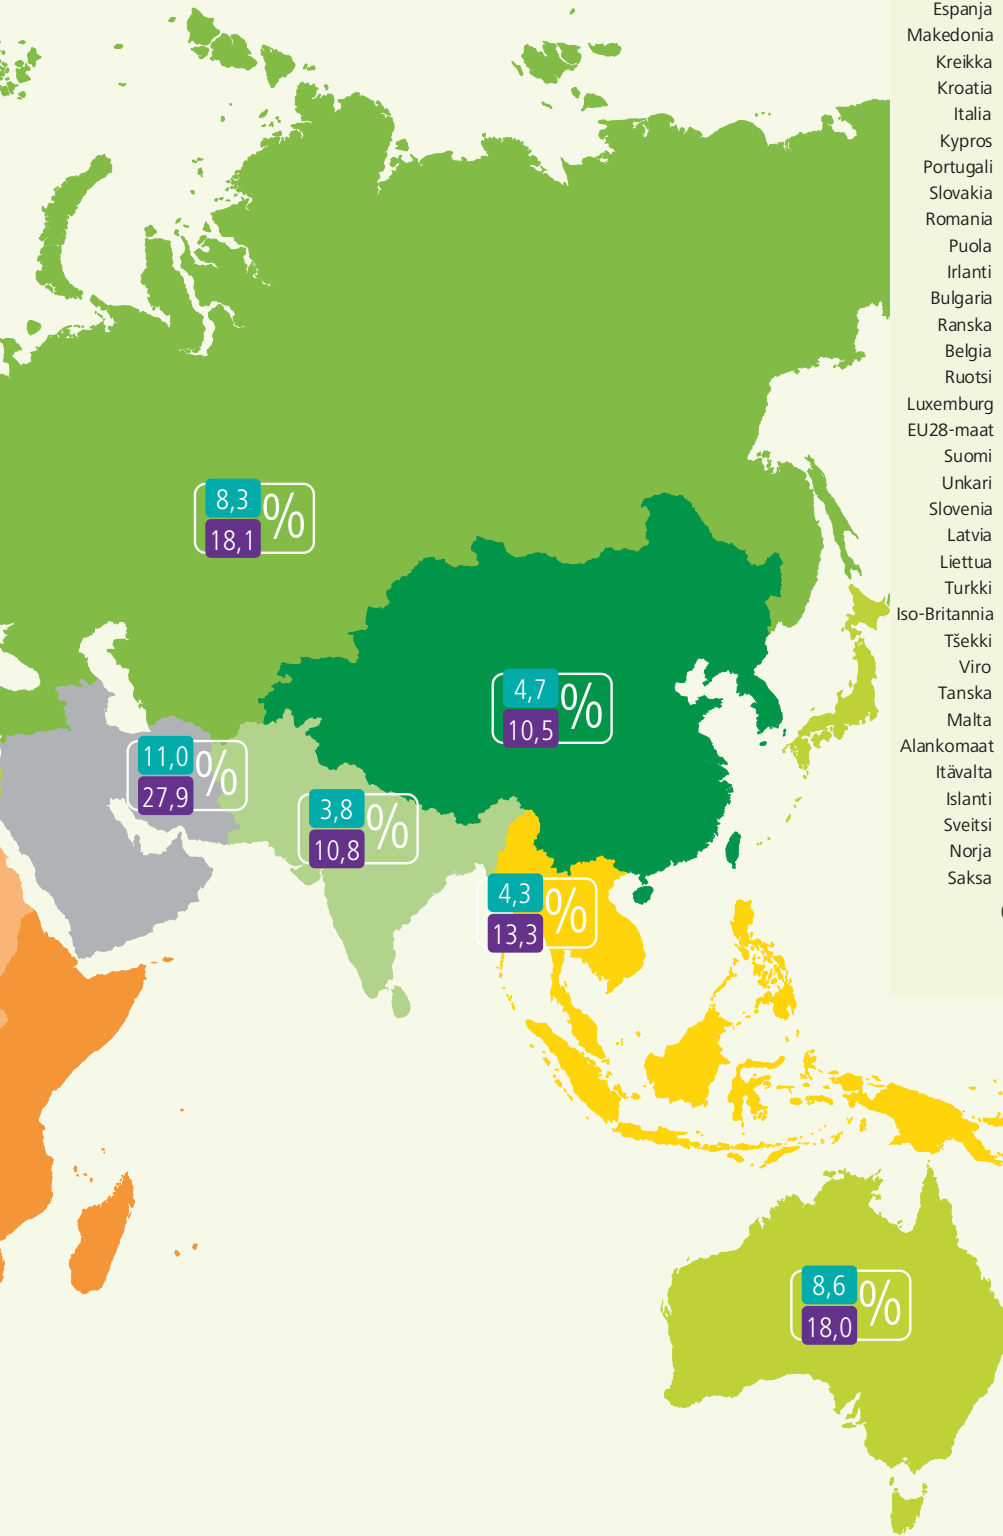 Espanja
Makedonia
Kreikka
Kroatia
Italia
Kypros
Portugali
Slovakia
Romania
Puola
Irlanti
Bulgaria
Ranska
Belgia
Ruotsi
Luxemburg
EU28-maat
Suomi
Unkari
Slovenia
Latvia
Liettua
Turkki
Iso-Britannia
Tšekki
Viro
Tanska
Malta
Alankomaat
Itävalta
Islanti
Sveitsi
Norja
Saksa
8,3
18,1
%
4,7
10,5
%
11,0
27,9
%
3,8
10,8
%
4,3
13,3
%
8,6
18,0
%